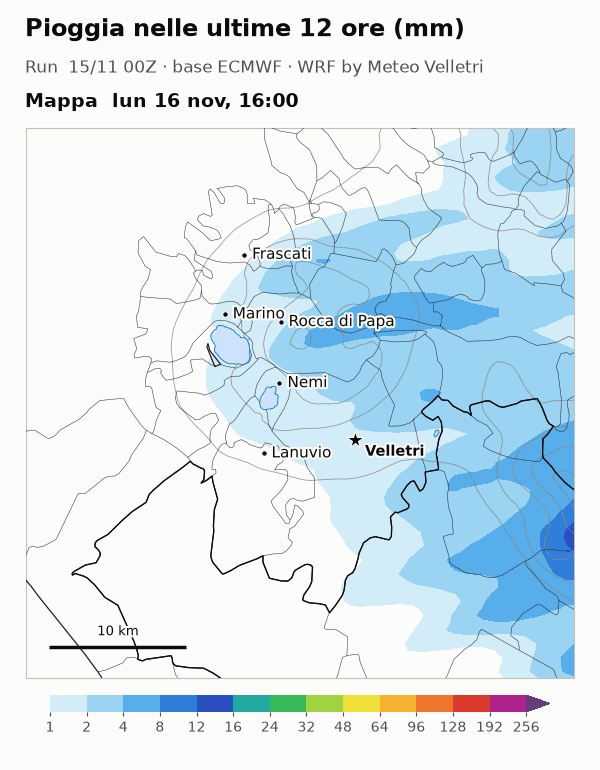 Pioggia nelle ultime 12 ore (mm)
Run 15/11 00Z · base ECMWF · WRF by Meteo Velletri
Mappa lun 16 nov, 16:00
Frascati
Marino
Rocca di Papa
Nemi
Velletri
Lanuvio
10 km
1 2 4 8 12 16 24 32 48 64 96 128 192 256